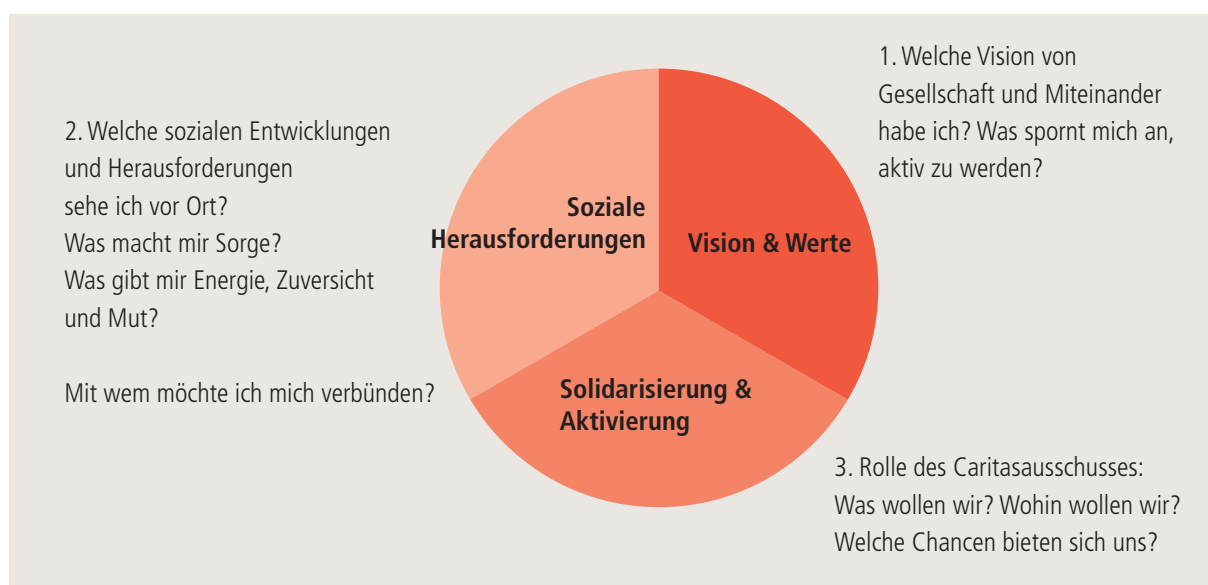 1. Welche Vision von
Gesellschaft und Miteinander
habe ich? Was spornt mich an,
aktiv zu werden?
2. Welche sozialen Entwicklungen
und Herausforderungen
sehe ich vor Ort?
Was macht mir Sorge?
Was gibt mir Energie, Zuversicht
und Mut?
Mit wem möchte ich mich verbünden?
Soziale
Herausforderungen
Vision & Werte
Solidarisierung &
Aktivierung
3. Rolle des Caritasausschusses:
Was wollen wir? Wohin wollen wir?
Welche Chancen bieten sich uns?